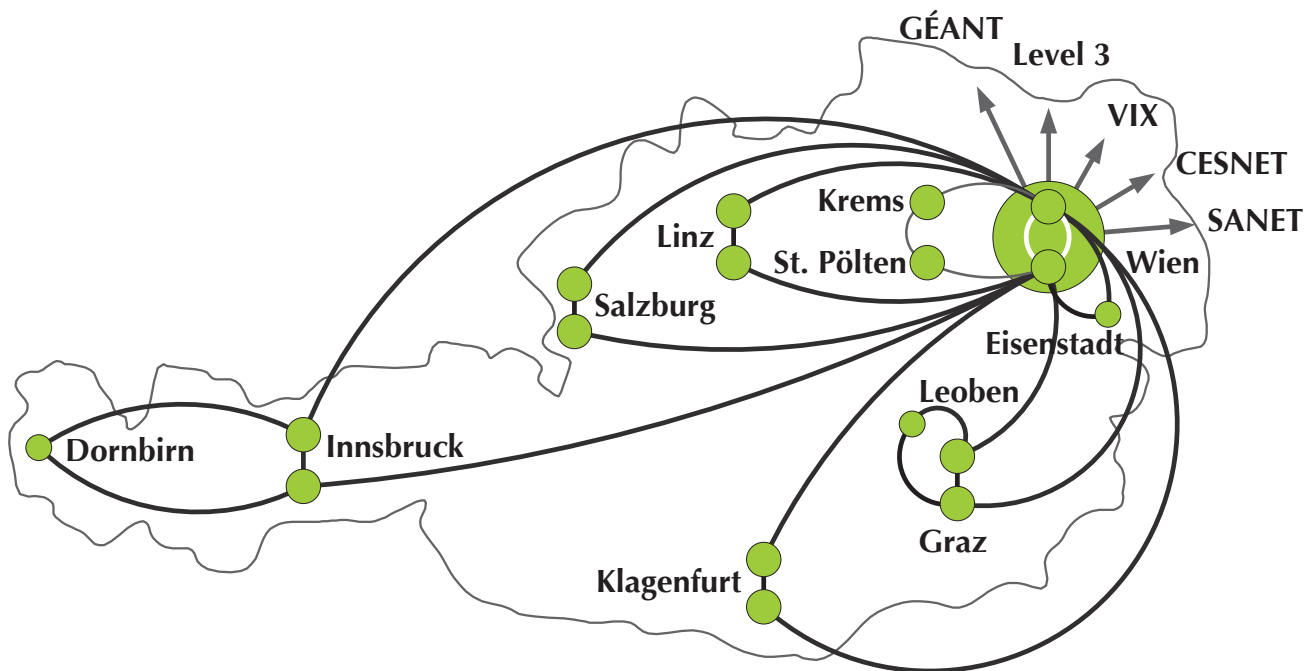 GÉANT
Level 3
VIX
CESNET
SANET
Krems
Linz
St. Pölten
Wien
Salzburg
Eisenstadt
Leoben
Dornbirn
Innsbruck
Graz
Klagenfurt